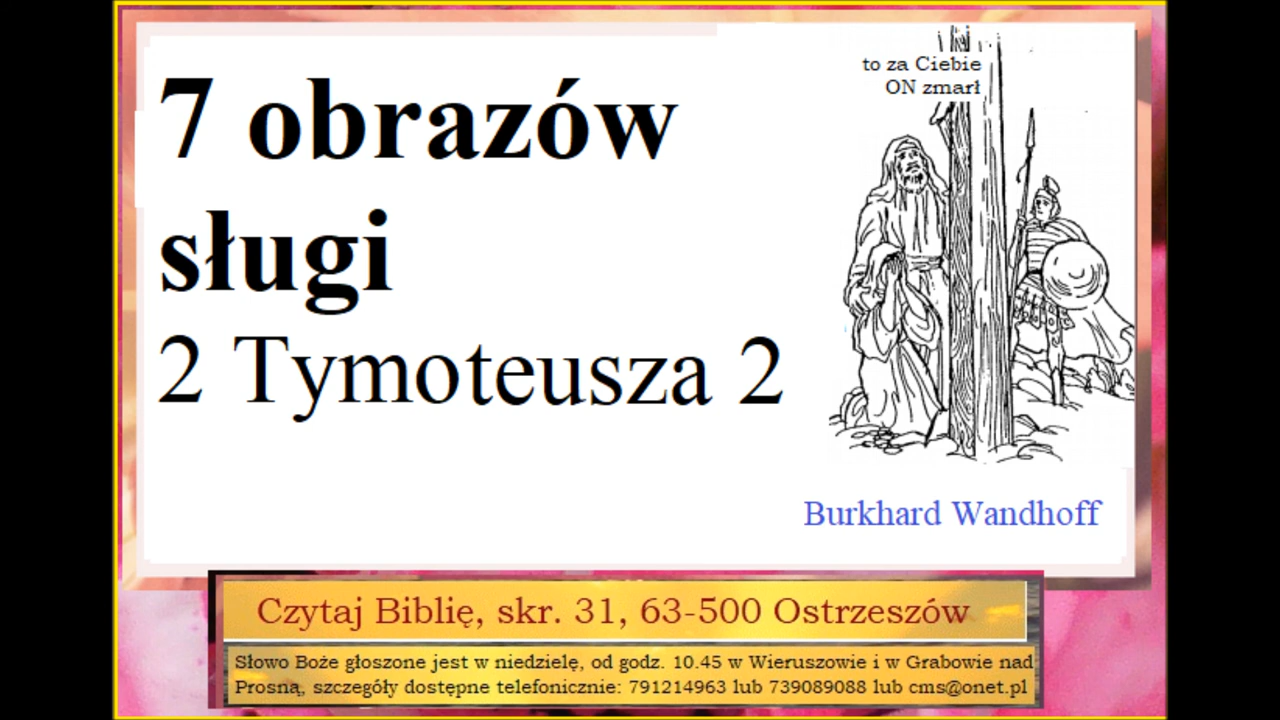 7 obrazów
sługi
2 Tymoteusza 2
to za Ciebie
ON zmarł
Burkhard Wandhoff
Czytaj Biblię, skr. 31, 63-500 Ostrzeszów
Słowo Boże głoszone jest w niedzielę, od godz. 10.45 w Wieruszowie i w Grabowie nad
Prosną, szczegóły dostępne telefonicznie: 791214963 lub 739089088 lub cms@onet.pl